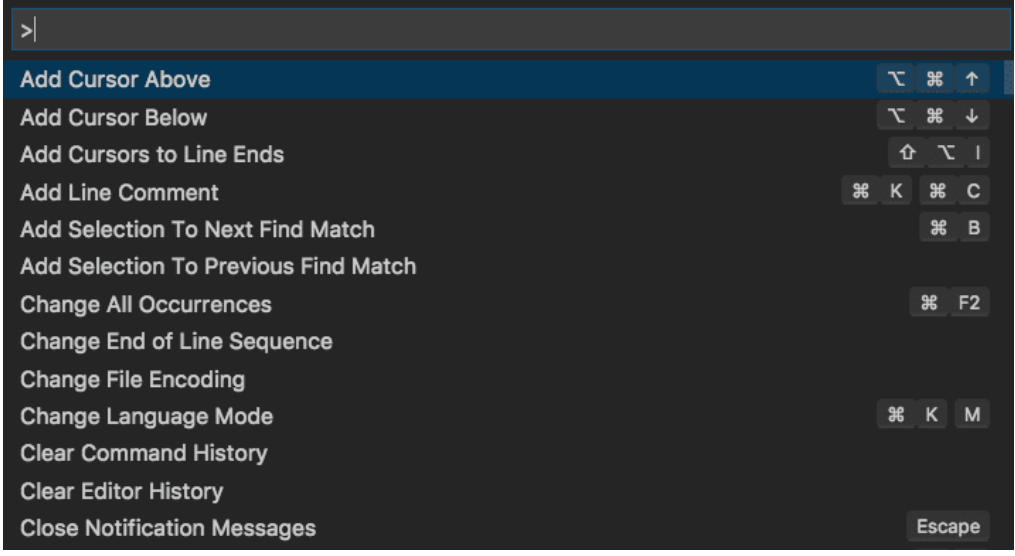 >
Add Cursor Above ⌥ ⌘ ↑
Add Cursor Below ⌥ ⌘ ↓
Add Cursors to Line Ends ⇧ ⌥ I
Add Line Comment ⌘ K ⌘ C
Add Selection To Next Find Match ⌘ B
Add Selection To Previous Find Match
Change All Occurrences ⌘ F2
Change End of Line Sequence
Change File Encoding
Change Language Mode ⌘ K M
Clear Command History
Clear Editor History
Close Notification Messages Escape